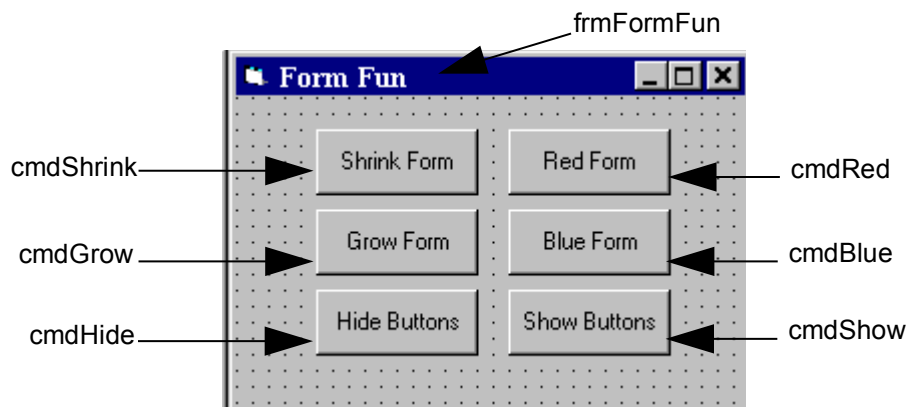 frmFormFun
Form Fun
cmdShrink Shrink Form Red Form cmdRed
cmdGrow Grow Form Blue Form cmdBlue
cmdHide Hide Buttons Show Buttons cmdShow